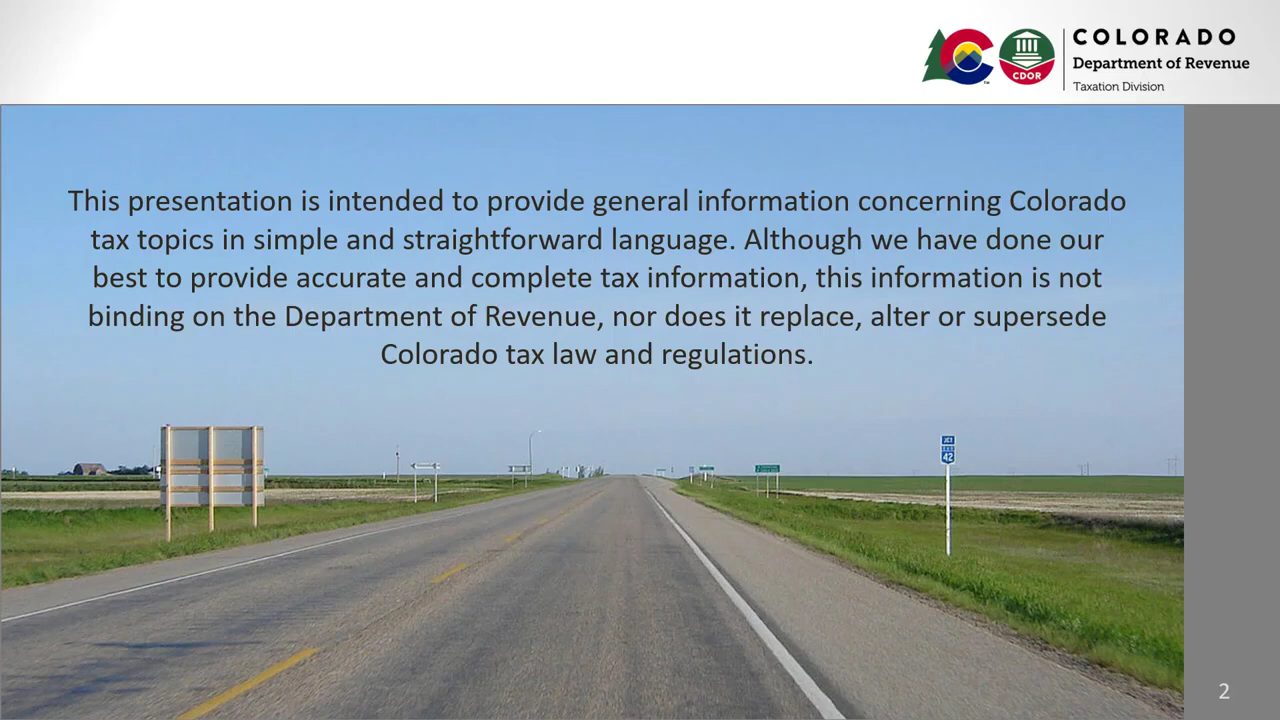 COLORADO
Department of Revenue
Taxation Division
CDOR
This presentation is intended to provide general information concerning Colorado
tax topics in simple and straightforward language. Although we have done our
best to provide accurate and complete tax information, this information is not
binding on the Department of Revenue, nor does it replace, alter or supersede
Colorado tax law and regulations.
JCT
42
2